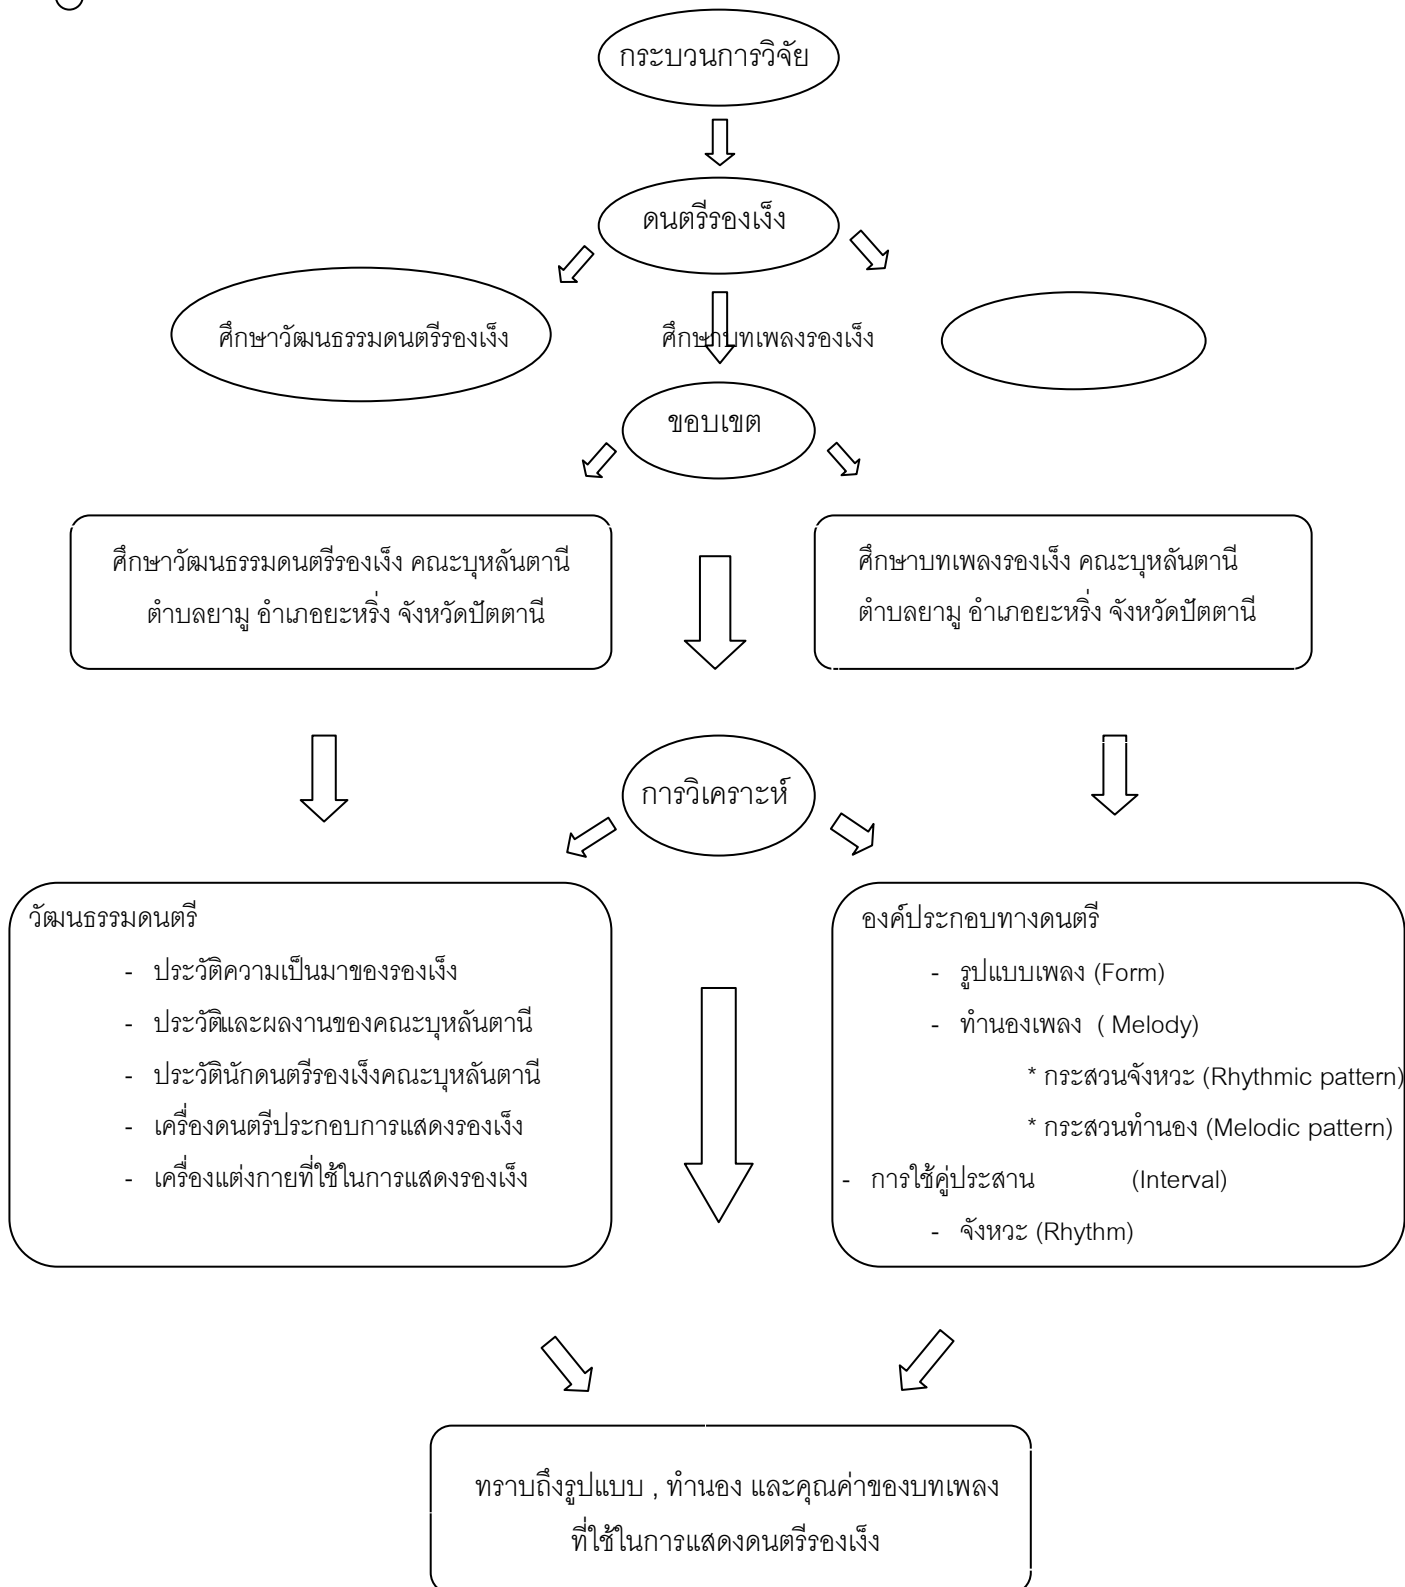 กระบวนการวิจัย
ดนตรีรองเง็ง
ศึกษาวัฒนธรรมดนตรีรองเง็ง
ศึกษาบทเพลงรองเง็ง
ขอบเขต
ศึกษาวัฒนธรรมดนตรีรองเง็ง คณะบุหลันตานี
ตำบลยามู อำเภอยะหริ่ง จังหวัดปัตตานี
ศึกษาบทเพลงรองเง็ง คณะบุหลันตานี
ตำบลยามู อำเภอยะหริ่ง จังหวัดปัตตานี
การวิเคราะห์
วัฒนธรรมดนตรี
- ประวัติความเป็นมาของรองเง็ง
- ประวัติและผลงานของคณะบุหลันตานี
- ประวัตินักดนตรีรองเง็งคณะบุหลันตานี
- เครื่องดนตรีประกอบการแสดงรองเง็ง
- เครื่องแต่งกายที่ใช้ในการแสดงรองเง็ง
องค์ประกอบทางดนตรี
- รูปแบบเพลง (Form)
- ทำนองเพลง ( Melody)
* กระสวนจังหวะ (Rhythmic pattern)
* กระสวนทำนอง (Melodic pattern)
- การใช้คู่ประสาน (Interval)
- จังหวะ (Rhythm)
ทราบถึงรูปแบบ , ทำนอง และคุณค่าของบทเพลง
ที่ใช้ในการแสดงดนตรีรองเง็ง